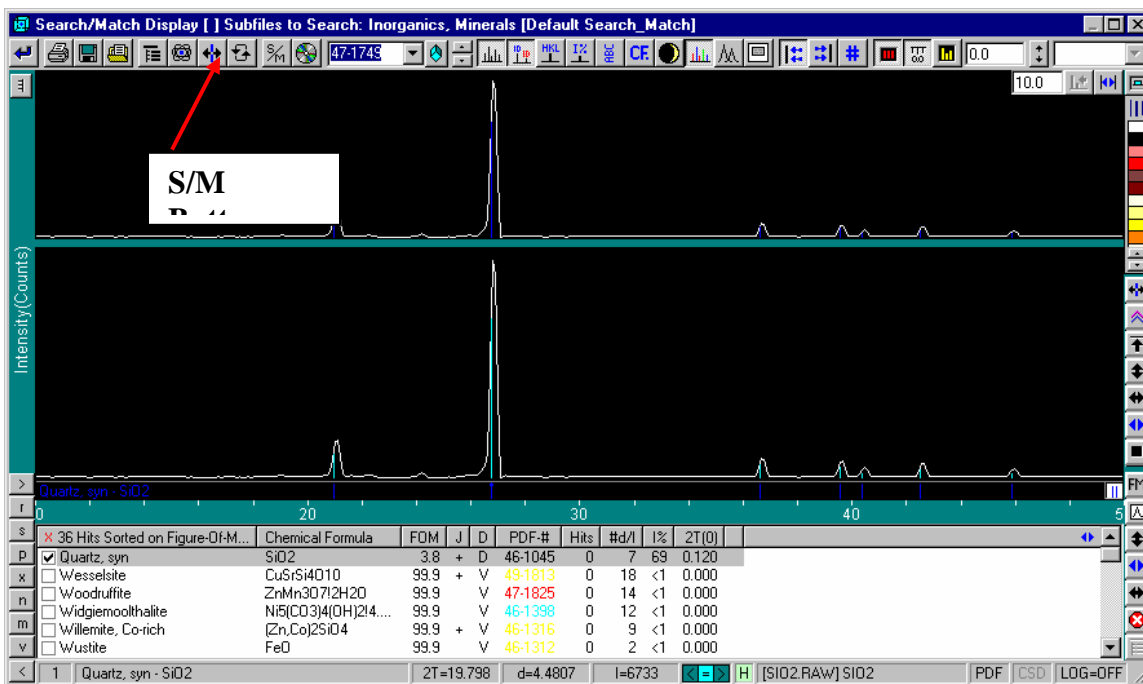 Search/Match Display [ ] Subfiles to Search: Inorganics, Minerals [Default Search_Match]
S/M 47-1749 HKL I% CF. # 0.0
10.0
S/M
Intensity(Counts)
Quartz, syn - SiO2
FM
0 20 30 40 5
> r s p x n m v <
36 Hits Sorted on Figure-Of-M... Chemical Formula FOM J D PDF-# Hits #d/I I% 2T(0)
Quartz, syn SiO2 3.8 + D 46-1045 0 7 69 0.120
Wesselsite CuSrSi4O10 99.9 + V 49-1813 0 18 <1 0.000
Woodruffite ZnMn3O7!2H2O 99.9 V 47-1825 0 14 <1 0.000
Widgiemoolthalite Ni5(CO3)4(OH)2!4.... 99.9 V 46-1398 0 12 <1 0.000
Willemite, Co-rich (Zn,Co)2SiO4 99.9 + V 46-1316 0 9 <1 0.000
Wustite FeO 99.9 V 46-1312 0 2 <1 0.000
1 Quartz, syn - SiO2 2T=19.798 d=4.4807 I=6733 < = > H [SIO2.RAW] SIO2 PDF CSD LOG=OFF